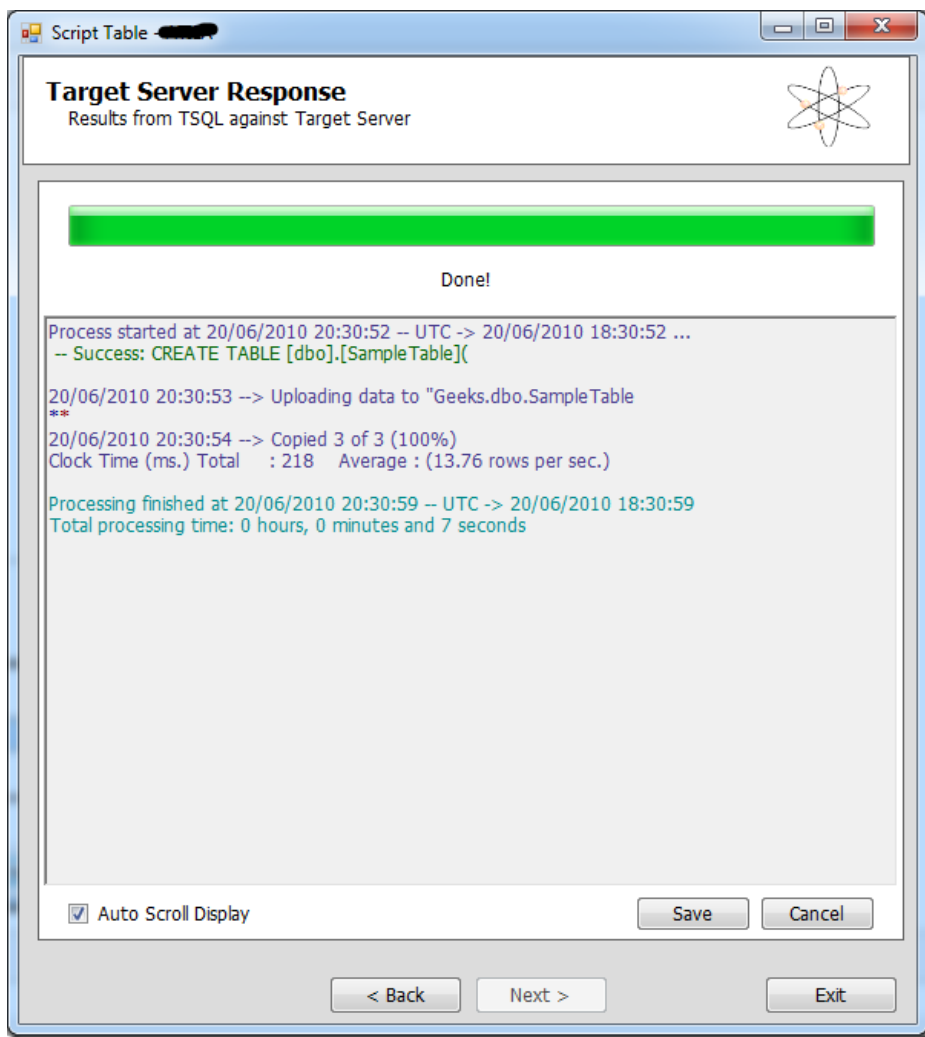 Script Table -
Target Server Response
Results from TSQL against Target Server
Done!
Process started at 20/06/2010 20:30:52 -- UTC -> 20/06/2010 18:30:52 ...
-- Success: CREATE TABLE [dbo].[SampleTable](
20/06/2010 20:30:53 --> Uploading data to "Geeks.dbo.SampleTable
**
20/06/2010 20:30:54 --> Copied 3 of 3 (100%)
Clock Time (ms.) Total    : 218    Average : (13.76 rows per sec.)
Processing finished at 20/06/2010 20:30:59 -- UTC -> 20/06/2010 18:30:59
Total processing time: 0 hours, 0 minutes and 7 seconds
Auto Scroll Display Save Cancel
< Back Next > Exit